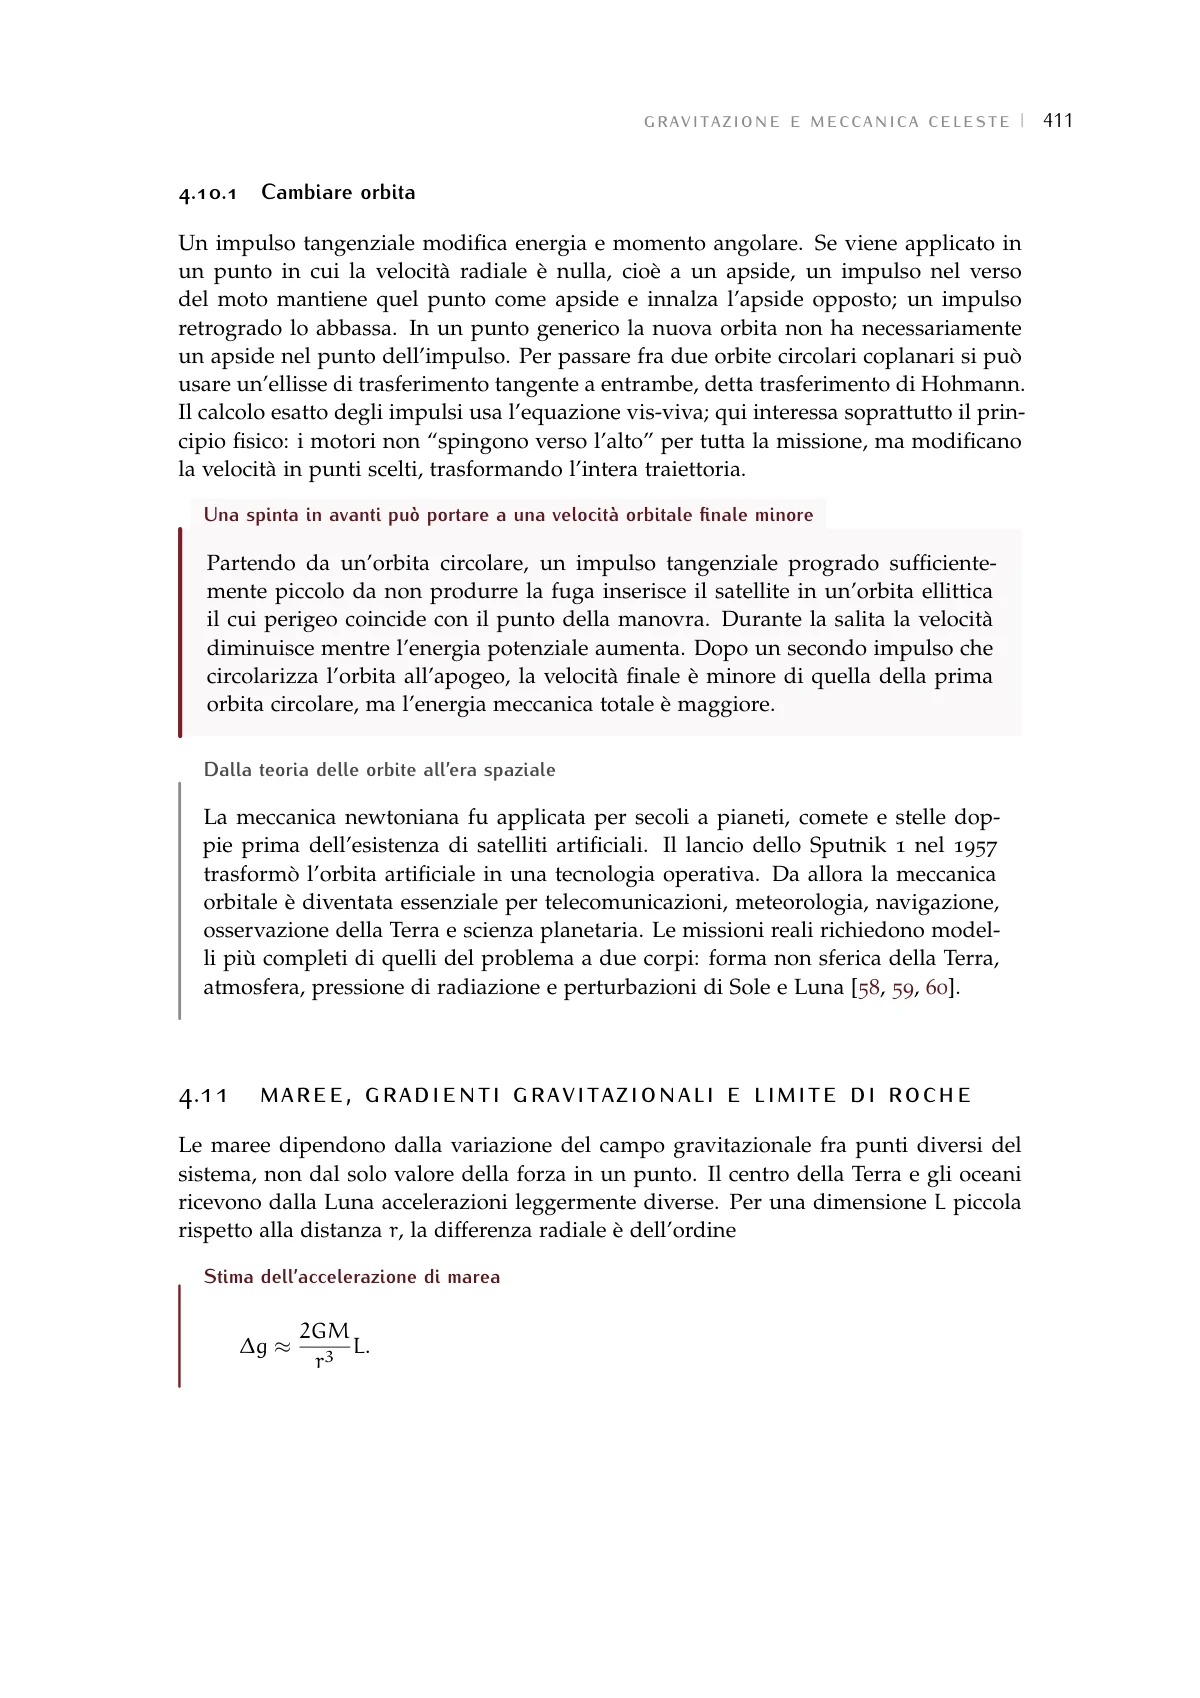 GRAVITAZIONE E MECCANICA CELESTE | 411
4.10.1 Cambiare orbita
Un impulso tangenziale modifica energia e momento angolare. Se viene applicato in
un punto in cui la velocità radiale è nulla, cioè a un apside, un impulso nel verso
del moto mantiene quel punto come apside e innalza l'apside opposto; un impulso
retrogrado lo abbassa. In un punto generico la nuova orbita non ha necessariamente
un apside nel punto dell'impulso. Per passare fra due orbite circolari coplanari si può
usare un'ellisse di trasferimento tangente a entrambe, detta trasferimento di Hohmann.
Il calcolo esatto degli impulsi usa l'equazione vis-viva; qui interessa soprattutto il prin-
cipio fisico: i motori non “spingono verso l'alto” per tutta la missione, ma modificano
la velocità in punti scelti, trasformando l'intera traiettoria.
Una spinta in avanti può portare a una velocità orbitale finale minore
Partendo da un'orbita circolare, un impulso tangenziale progrado sufficiente-
mente piccolo da non produrre la fuga inserisce il satellite in un'orbita ellittica
il cui perigeo coincide con il punto della manovra. Durante la salita la velocità
diminuisce mentre l'energia potenziale aumenta. Dopo un secondo impulso che
circolarizza l'orbita all'apogeo, la velocità finale è minore di quella della prima
orbita circolare, ma l'energia meccanica totale è maggiore.
Dalla teoria delle orbite all'era spaziale
La meccanica newtoniana fu applicata per secoli a pianeti, comete e stelle dop-
pie prima dell'esistenza di satelliti artificiali. Il lancio dello Sputnik 1 nel 1957
trasformò l'orbita artificiale in una tecnologia operativa. Da allora la meccanica
orbitale è diventata essenziale per telecomunicazioni, meteorologia, navigazione,
osservazione della Terra e scienza planetaria. Le missioni reali richiedono model-
li più completi di quelli del problema a due corpi: forma non sferica della Terra,
atmosfera, pressione di radiazione e perturbazioni di Sole e Luna [58, 59, 60].
4.11 MAREE, GRADIENTI GRAVITAZIONALI E LIMITE DI ROCHE
Le maree dipendono dalla variazione del campo gravitazionale fra punti diversi del
sistema, non dal solo valore della forza in un punto. Il centro della Terra e gli oceani
ricevono dalla Luna accelerazioni leggermente diverse. Per una dimensione L piccola
rispetto alla distanza r, la differenza radiale è dell'ordine
Stima dell'accelerazione di marea
Δg ≈ 2GM/r³ L.